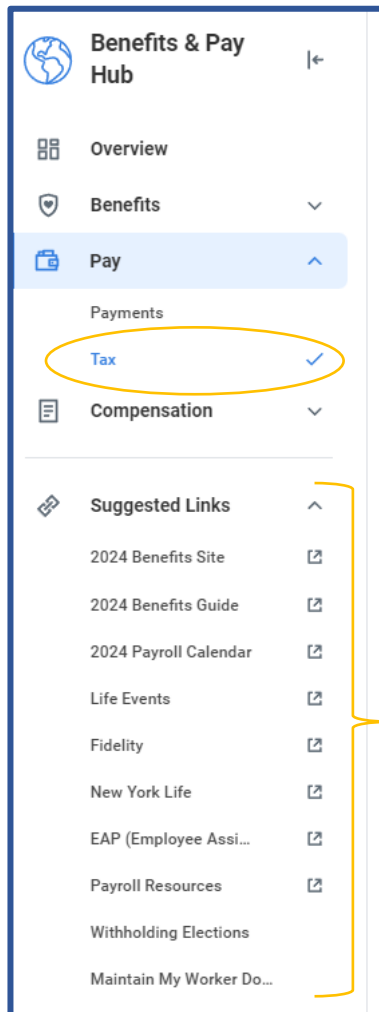 Benefits & Pay
Hub
Overview
Benefits
Pay
Payments
Tax
Compensation
Suggested Links
2024 Benefits Site
2024 Benefits Guide
2024 Payroll Calendar
Life Events
Fidelity
New York Life
EAP (Employee Assi...
Payroll Resources
Withholding Elections
Maintain My Worker Do...